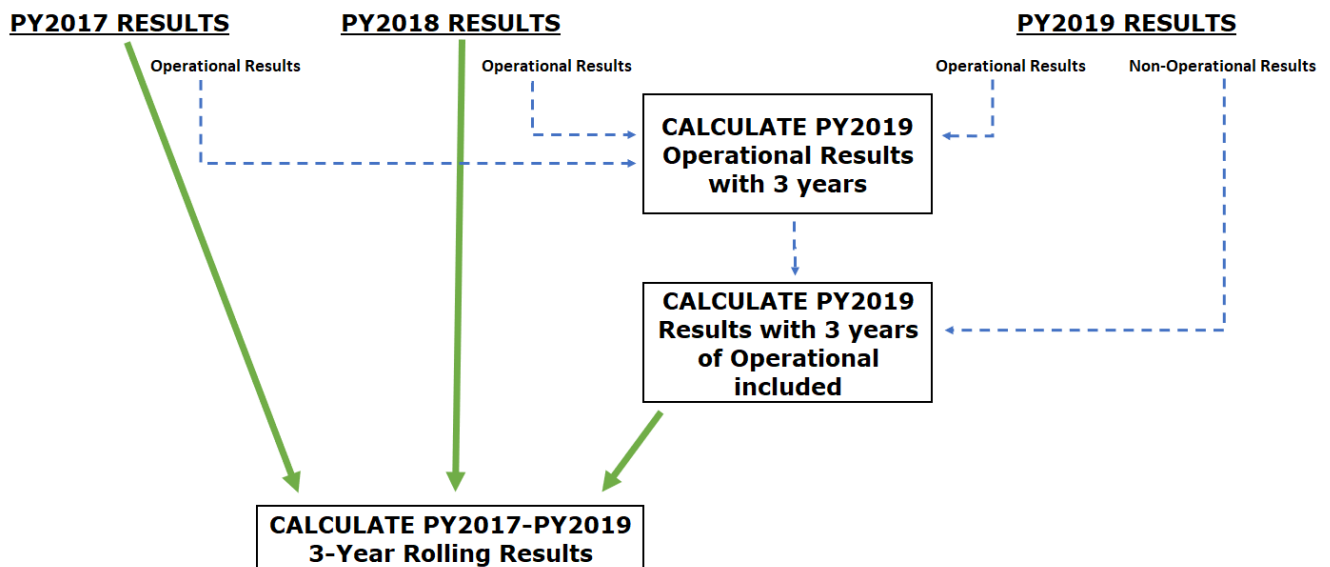 PY2017 RESULTS
PY2018 RESULTS
PY2019 RESULTS
Operational Results
Operational Results
Operational Results
Non-Operational Results
CALCULATE PY2019
Operational Results
with 3 years
CALCULATE PY2019
Results with 3 years
of Operational
included
CALCULATE PY2017-PY2019
3-Year Rolling Results